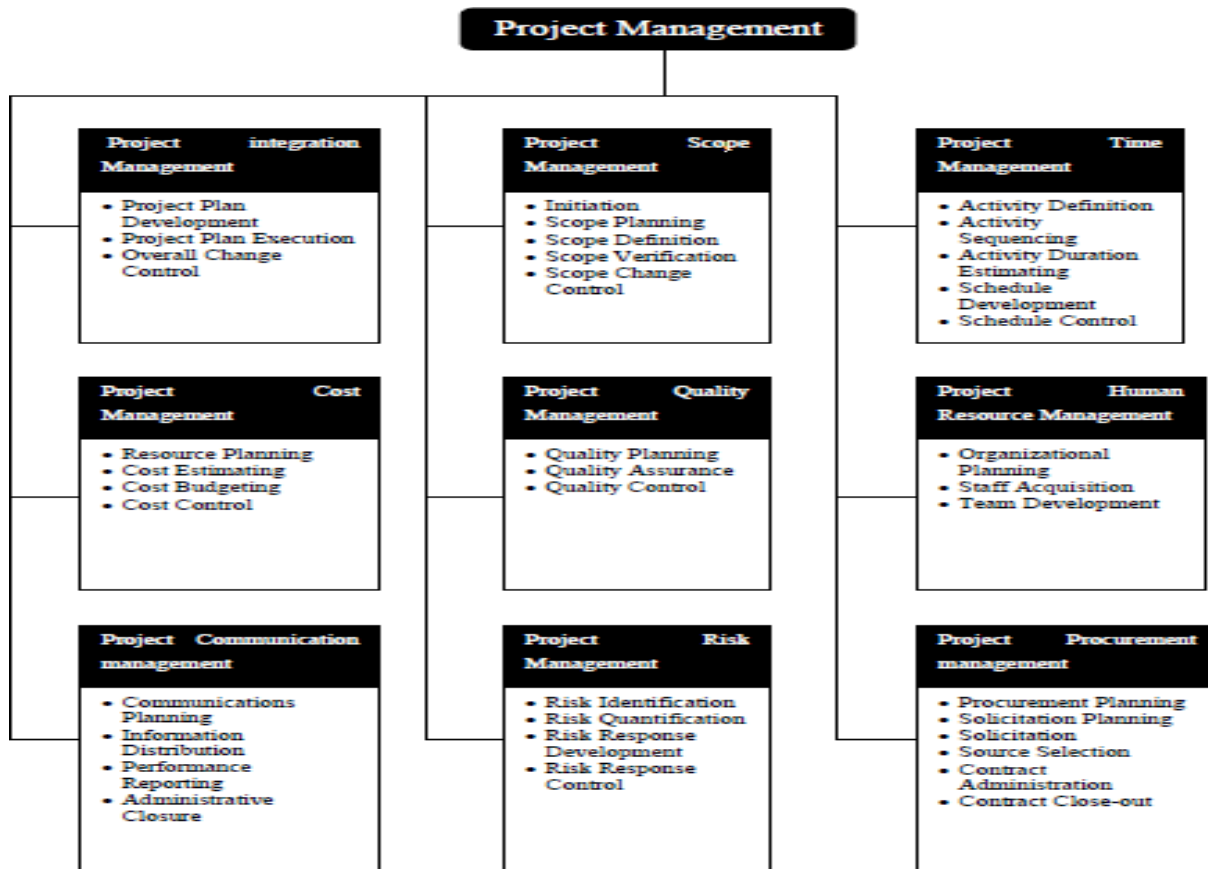 Project Management
Project integration
Management
• Project Plan
Development
• Project Plan Execution
• Overall Change
Control
Project Scope
Management
• Initiation
• Scope Planning
• Scope Definition
• Scope Verification
• Scope Change
Control
Project Time
Management
• Activity Definition
• Activity
Sequencing
• Activity Duration
Estimating
• Schedule
Development
• Schedule Control
Project Cost
Management
• Resource Planning
• Cost Estimating
• Cost Budgeting
• Cost Control
Project Quality
Management
• Quality Planning
• Quality Assurance
• Quality Control
Project Human
Resource Management
• Organizational
Planning
• Staff Acquisition
• Team Development
Project Communication
management
• Communications
Planning
• Information
Distribution
• Performance
Reporting
• Administrative
Closure
Project Risk
Management
• Risk Identification
• Risk Quantification
• Risk Response
Development
• Risk Response
Control
Project Procurement
management
• Procurement Planning
• Solicitation Planning
• Solicitation
• Source Selection
• Contract
Administration
• Contract Close-out